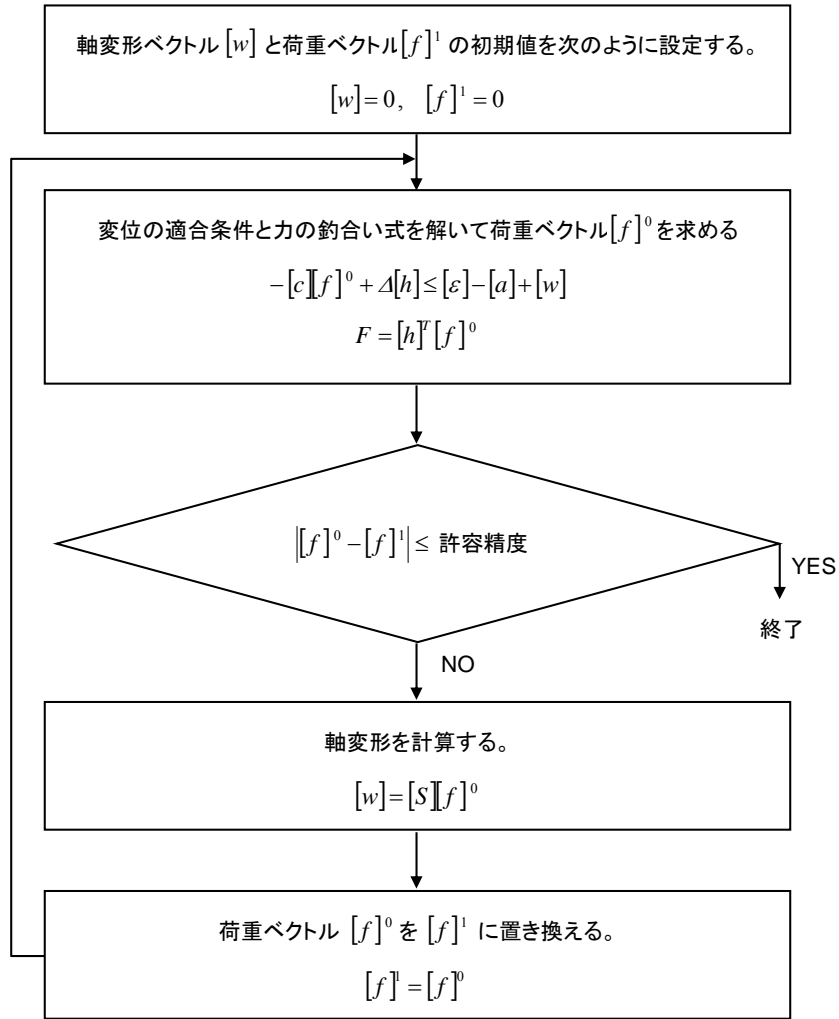 軸変形ベクトル[w]と荷重ベクトル[f]¹ の初期値を次のように設定する。
[w]=0, [f]¹=0
変位の適合条件と力の釣合い式を解いて荷重ベクトル[f]⁰を求める
−[c][f]⁰+Δ[h]≤[ε]−[a]+[w]
F=[h]ᵀ[f]⁰
|[f]⁰−[f]¹|≤ 許容精度
YES
終了
NO
軸変形を計算する。
[w]=[S][f]⁰
荷重ベクトル [f]⁰を [f]¹ に置き換える。
[f]¹=[f]⁰